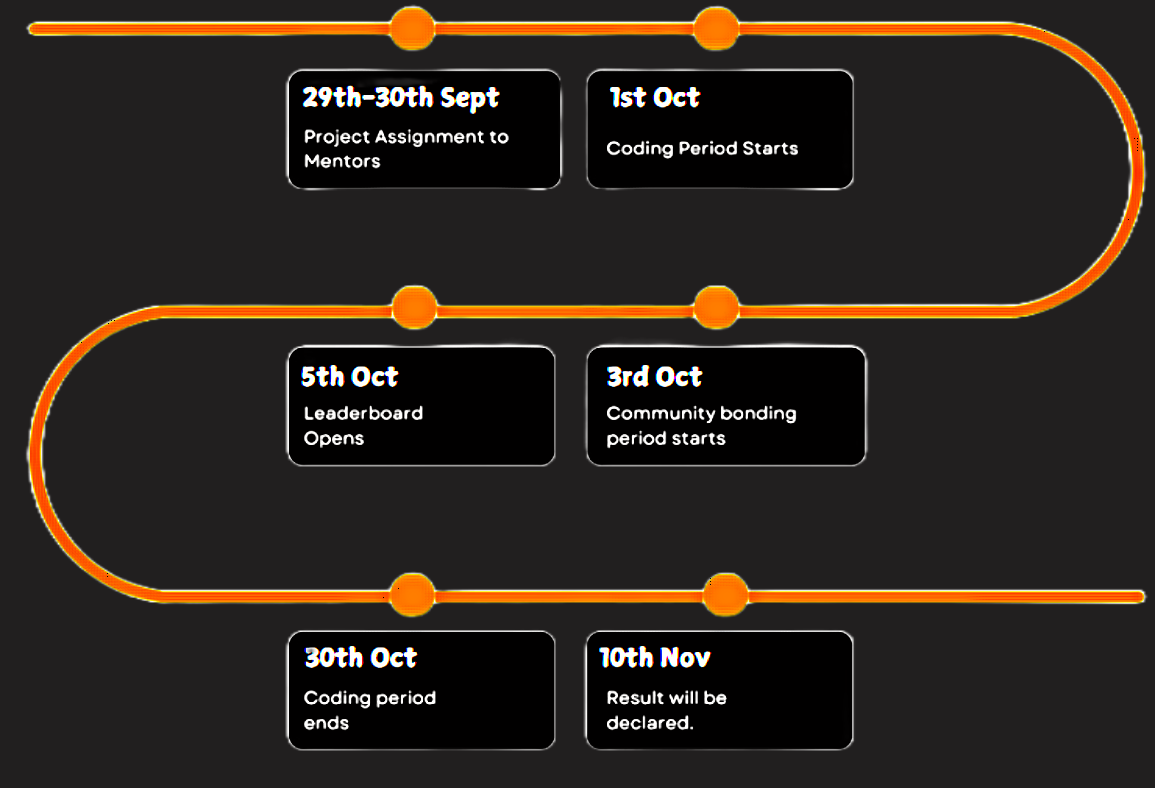 29th-30th Sept
Project Assignment to
Mentors
1st Oct
Coding Period Starts
5th Oct
Leaderboard
Opens
3rd Oct
Community bonding
period starts
30th Oct
Coding period
ends
10th Nov
Result will be
declared.